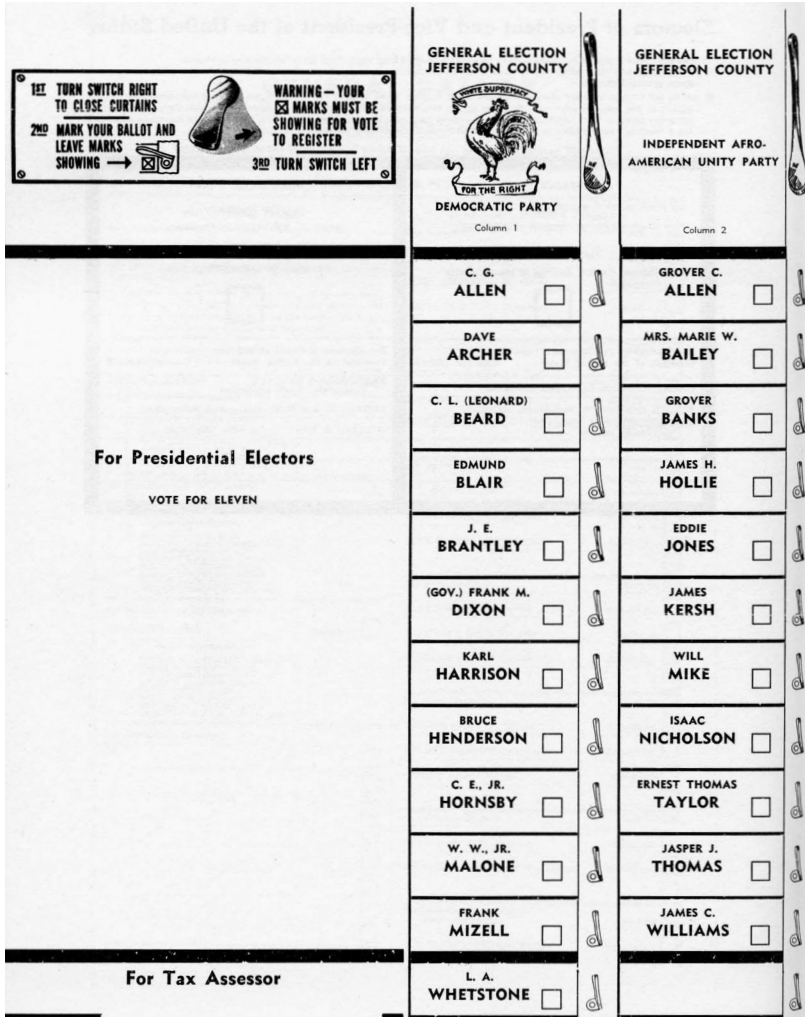 1ST TURN SWITCH RIGHT
TO CLOSE CURTAINS
2ND MARK YOUR BALLOT AND
LEAVE MARKS
SHOWING
WARNING—YOUR
☒ MARKS MUST BE
SHOWING FOR VOTE
TO REGISTER
3RD TURN SWITCH LEFT
GENERAL ELECTION
JEFFERSON COUNTY
WHITE SUPREMACY
FOR THE RIGHT
DEMOCRATIC PARTY
Column 1
GENERAL ELECTION
JEFFERSON COUNTY
INDEPENDENT AFRO-
AMERICAN UNITY PARTY
Column 2
For Presidential Electors
VOTE FOR ELEVEN
C. G.
ALLEN
DAVE
ARCHER
C. L. (LEONARD)
BEARD
EDMUND
BLAIR
J. E.
BRANTLEY
(GOV.) FRANK M.
DIXON
KARL
HARRISON
BRUCE
HENDERSON
C. E., JR.
HORNSBY
W. W., JR.
MALONE
FRANK
MIZELL
GROVER C.
ALLEN
MRS. MARIE W.
BAILEY
GROVER
BANKS
JAMES H.
HOLLIE
EDDIE
JONES
JAMES
KERSH
WILL
MIKE
ISAAC
NICHOLSON
ERNEST THOMAS
TAYLOR
JASPER J.
THOMAS
JAMES C.
WILLIAMS
For Tax Assessor
L. A.
WHETSTONE